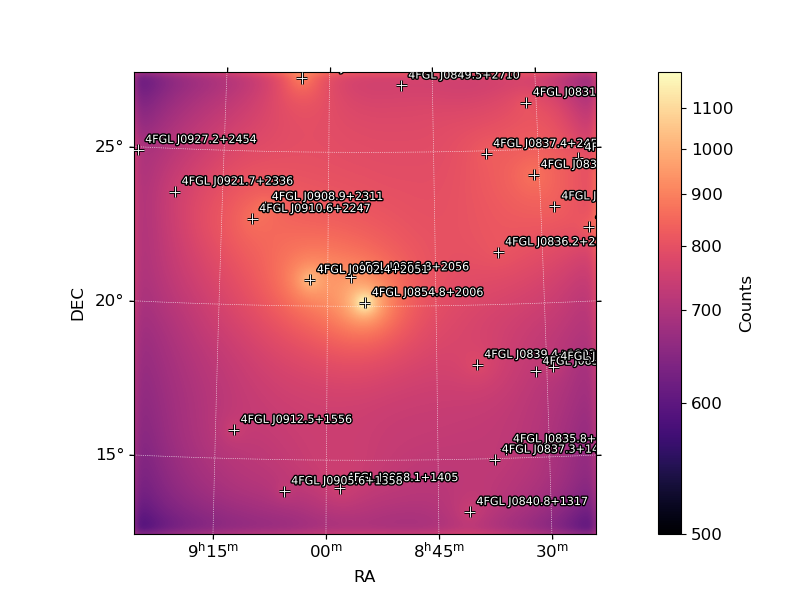 4FGL J0849.5+2710
4FGL J0831
4FGL J0927.2+2454
4FGL J0837.4+24
4FGL J083
4FGL J0921.7+2336
4FGL J0908.9+2311
4FGL J
4FGL J0910.6+2247
4FGL J0836.2+2
4FGL J0902.4+2051
2056
4FGL J0854.8+2006
4FGL J0839.4
4FGL J
4FGL J0912.5+1556
4FGL J0835.8+
4FGL J0837.3+14
4FGL J0905.6+1358
1405
4FGL J0840.8+1317
25°
20°
15°
DEC
9h15m
00m
8h45m
30m
RA
1100
1000
900
800
700
600
500
Counts